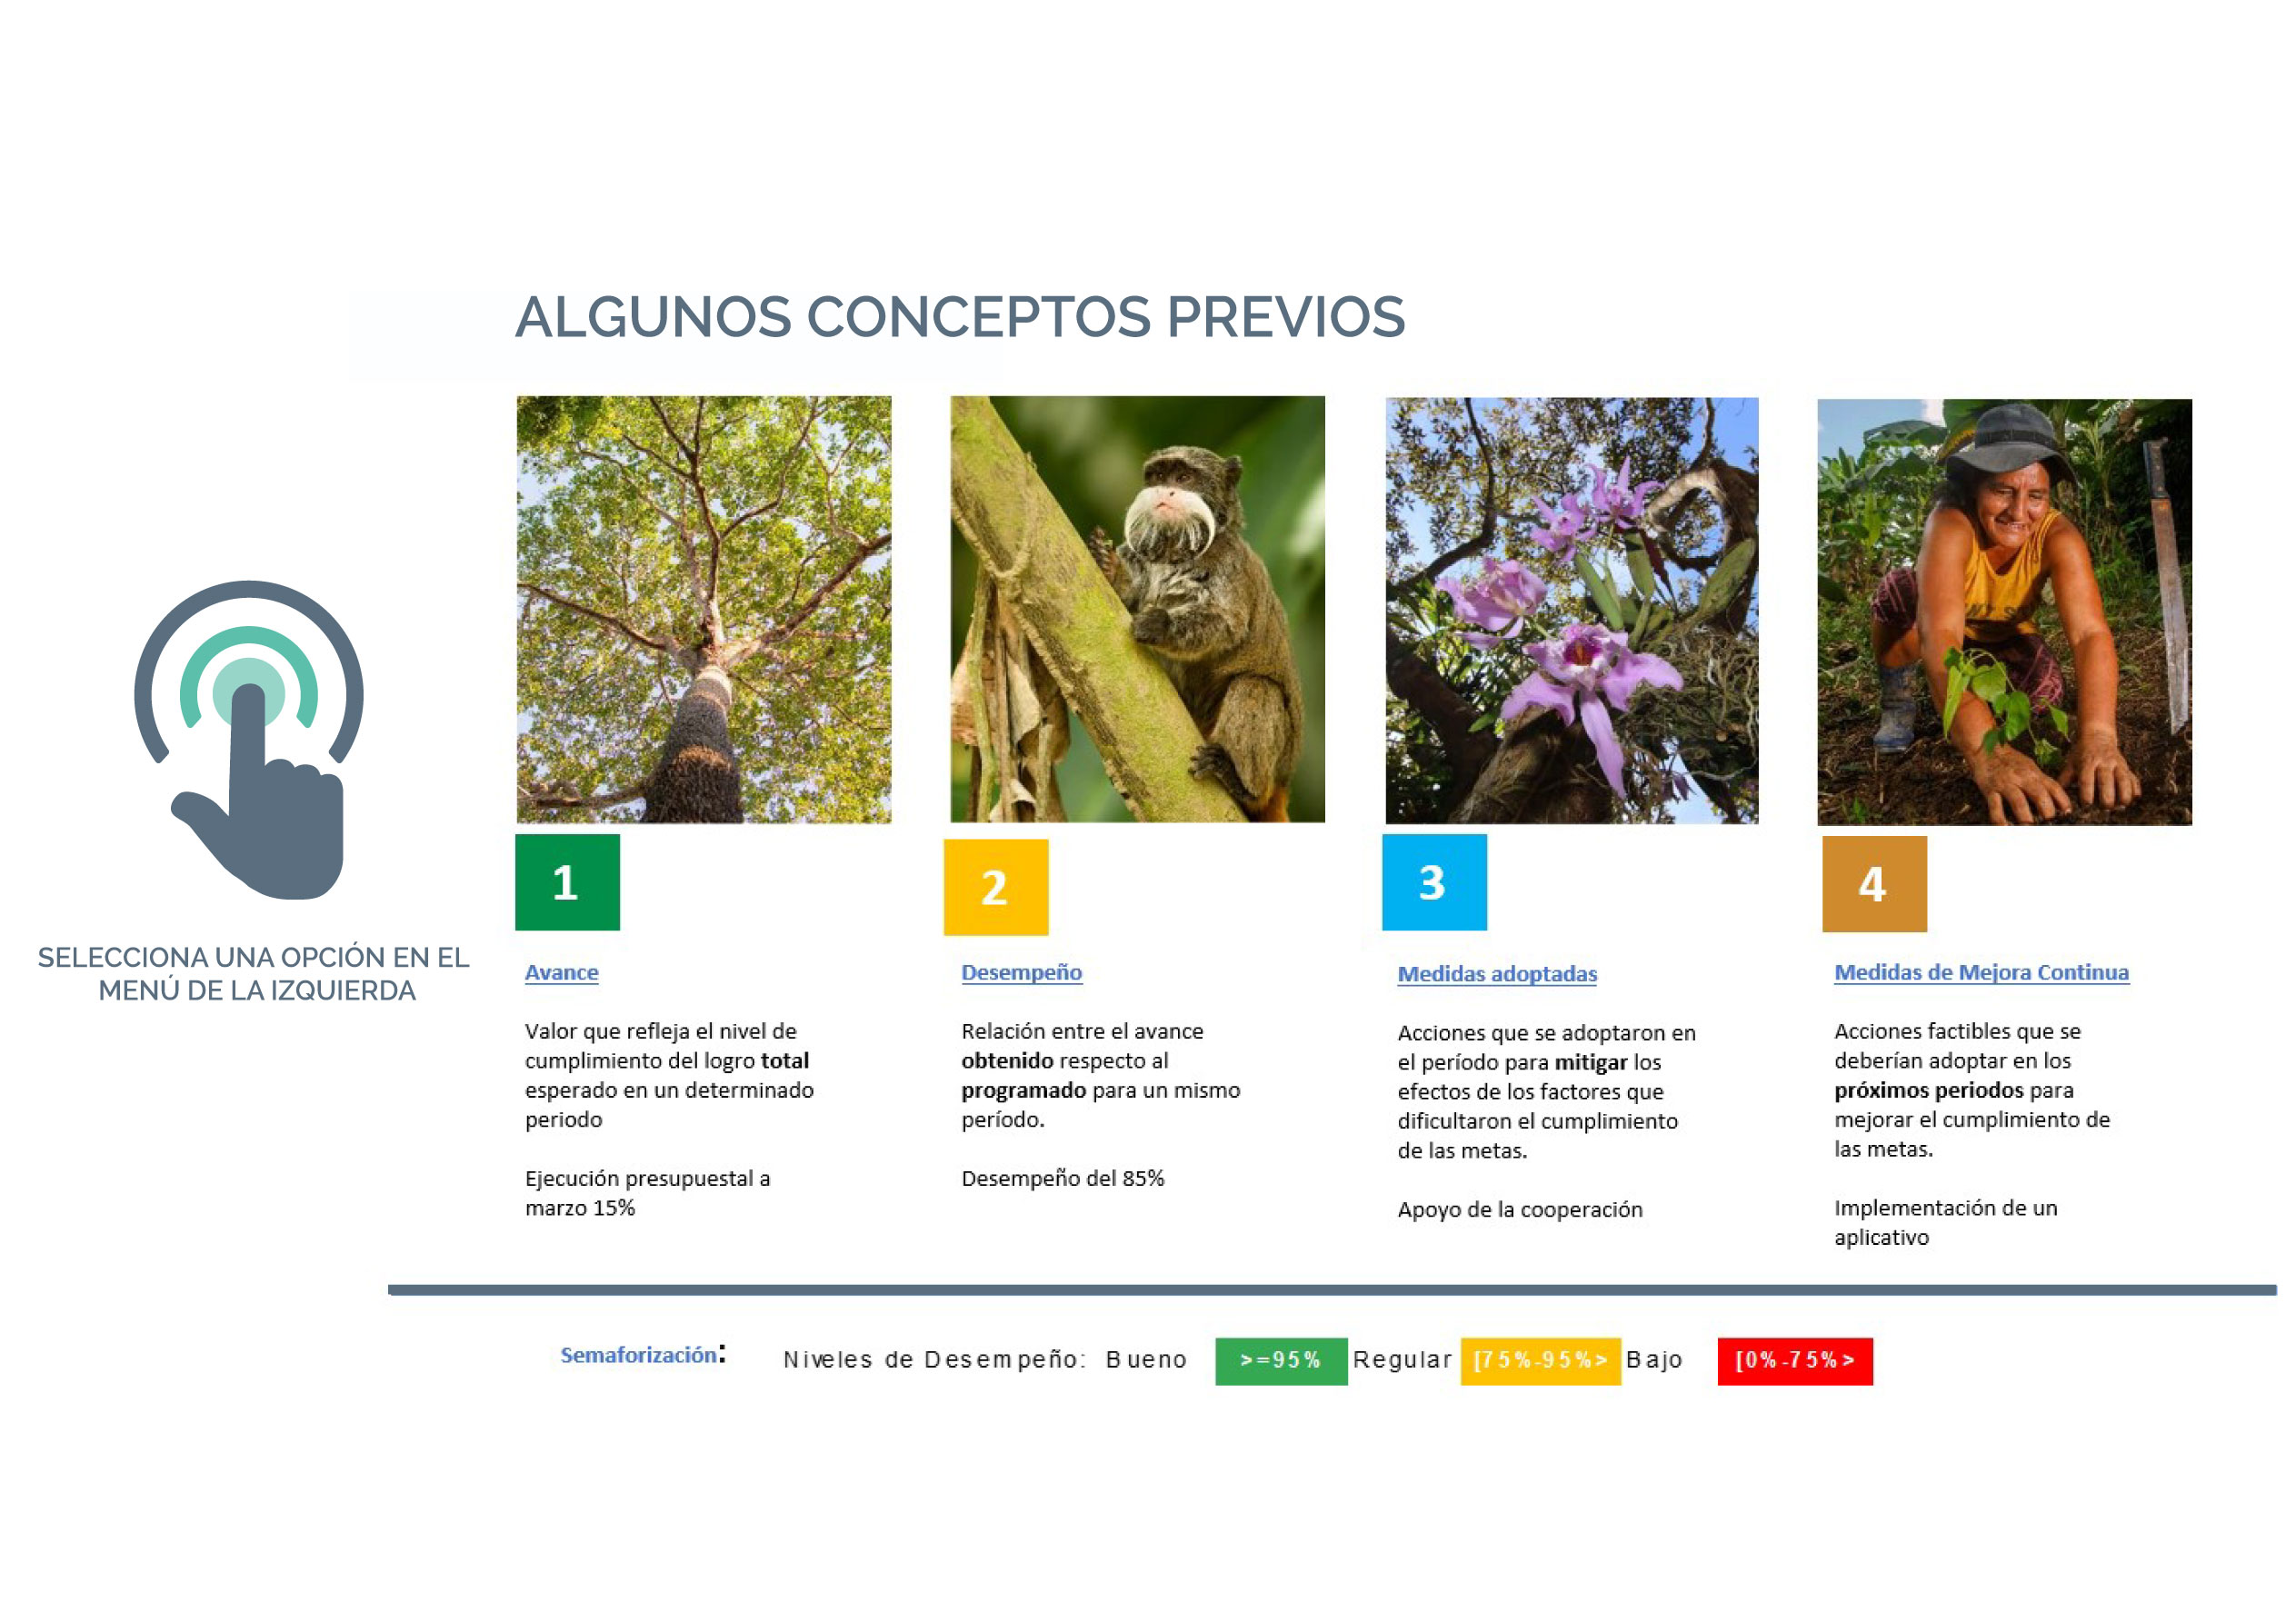 ALGUNOS CONCEPTOS PREVIOS
SELECCIONA UNA OPCIÓN EN EL
MENÚ DE LA IZQUIERDA
1
Avance
Valor que refleja el nivel de
cumplimiento del logro total
esperado en un determinado
periodo
Ejecución presupuestal a
marzo 15%
2
Desempeño
Relación entre el avance
obtenido respecto al
programado para un mismo
período.
Desempeño del 85%
3
Medidas adoptadas
Acciones que se adoptaron en
el período para mitigar los
efectos de los factores que
dificultaron el cumplimiento
de las metas.
Apoyo de la cooperación
4
Medidas de Mejora Continua
Acciones factibles que se
deberían adoptar en los
próximos periodos para
mejorar el cumplimiento de
las metas.
Implementación de un
aplicativo
Semaforización: Niveles de Desempeño: Bueno >=95% Regular [75%-95%> Bajo [0%-75%>